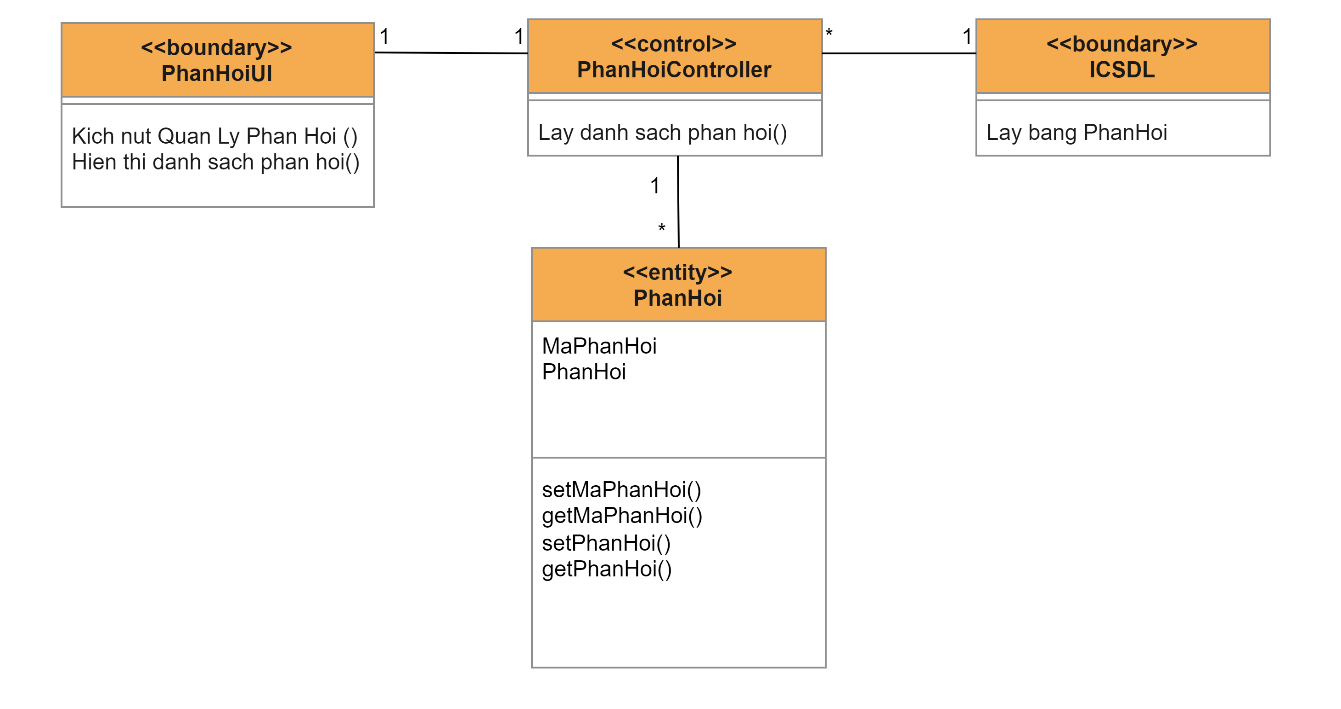 <<boundary>>
PhanHoiUI
Kich nut Quan Ly Phan Hoi ()
Hien thi danh sach phan hoi()
1
1
<<control>>
PhanHoiController
Lay danh sach phan hoi()
*
1
<<boundary>>
ICSDL
Lay bang PhanHoi
1
*
<<entity>>
PhanHoi
MaPhanHoi
PhanHoi
setMaPhanHoi()
getMaPhanHoi()
setPhanHoi()
getPhanHoi()